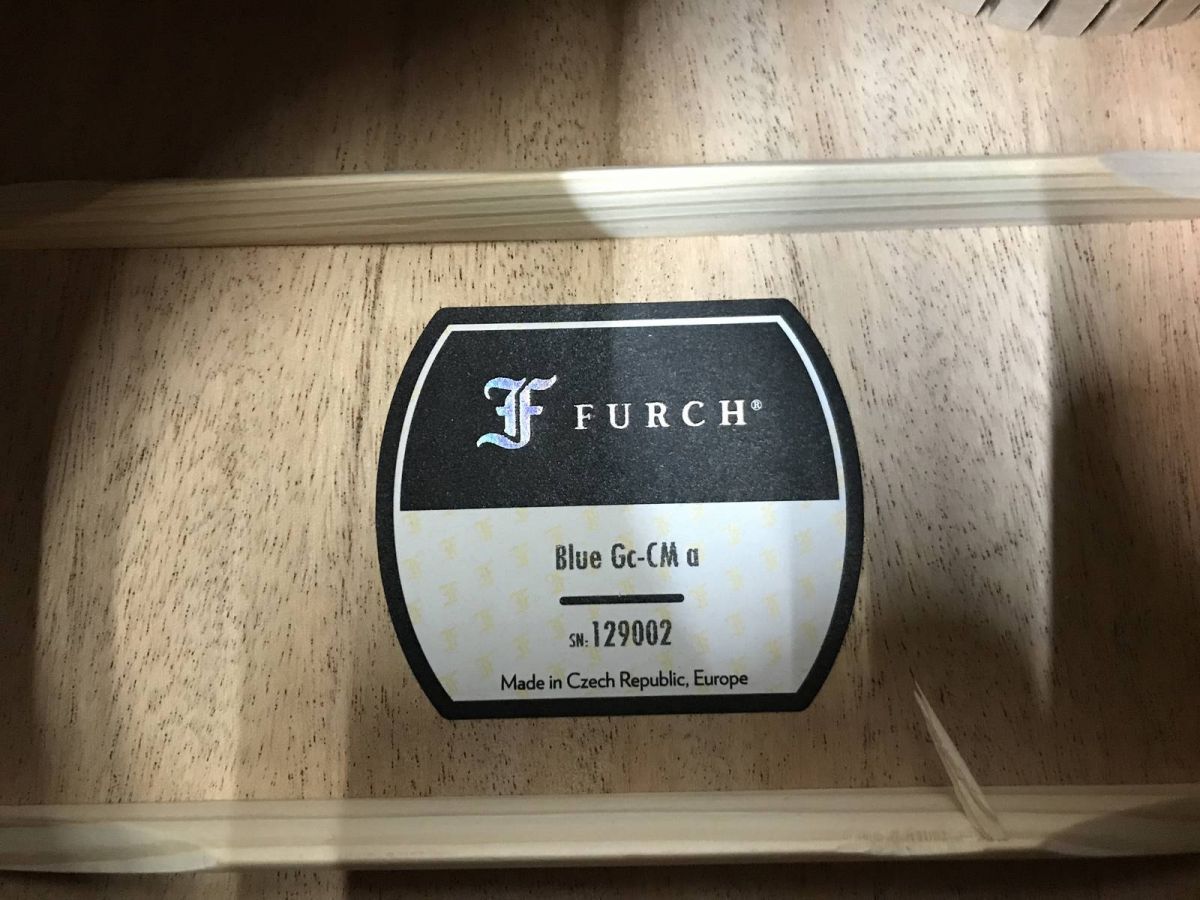 F FURCH®
Blue Gc-CM a
SN: 129002
Made in Czech Republic, Europe